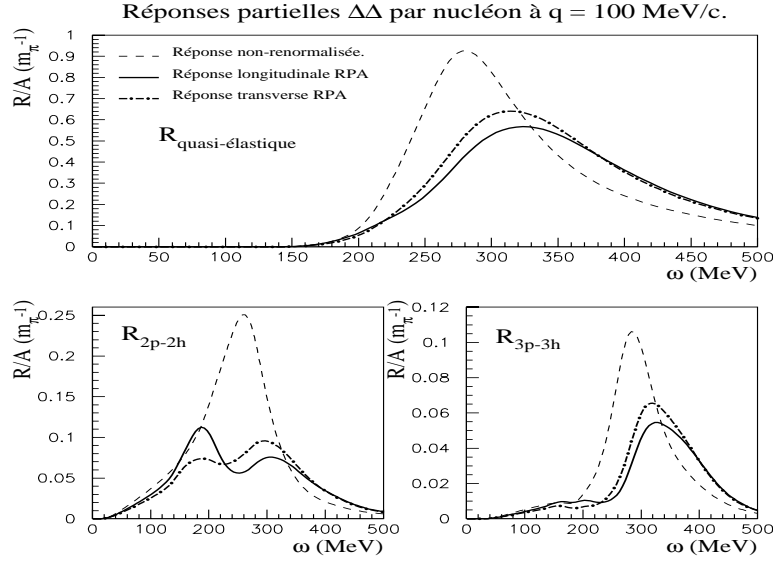 Réponses partielles ΔΔ par nucléon à q = 100 MeV/c.
R/A (m_π^-1)
1
0.9
0.8
0.7
0.6
0.5
0.4
0.3
0.2
0.1
0
Réponse non-renormalisée.
Réponse longitudinale RPA
Réponse transverse RPA
R_quasi-élastique
0 50 100 150 200 250 300 350 400 450 500
ω (MeV)
R/A (m_π^-1)
0.25
0.2
0.15
0.1
0.05
0
R_2p-2h
0 100 200 300 400 500
ω (MeV)
R/A (m_π^-1)
0.12
0.1
0.08
0.06
0.04
0.02
0
R_3p-3h
0 100 200 300 400 500
ω (MeV)